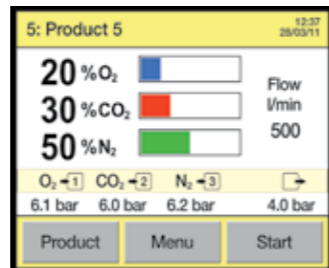 5: Product 5
12:37
28/03/11
20 %O₂
30 %CO₂
50 %N₂
Flow
l/min
500
O₂ 1 CO₂ 2 N₂ 3
6.1 bar 6.0 bar 6.2 bar 4.0 bar
Product Menu Start